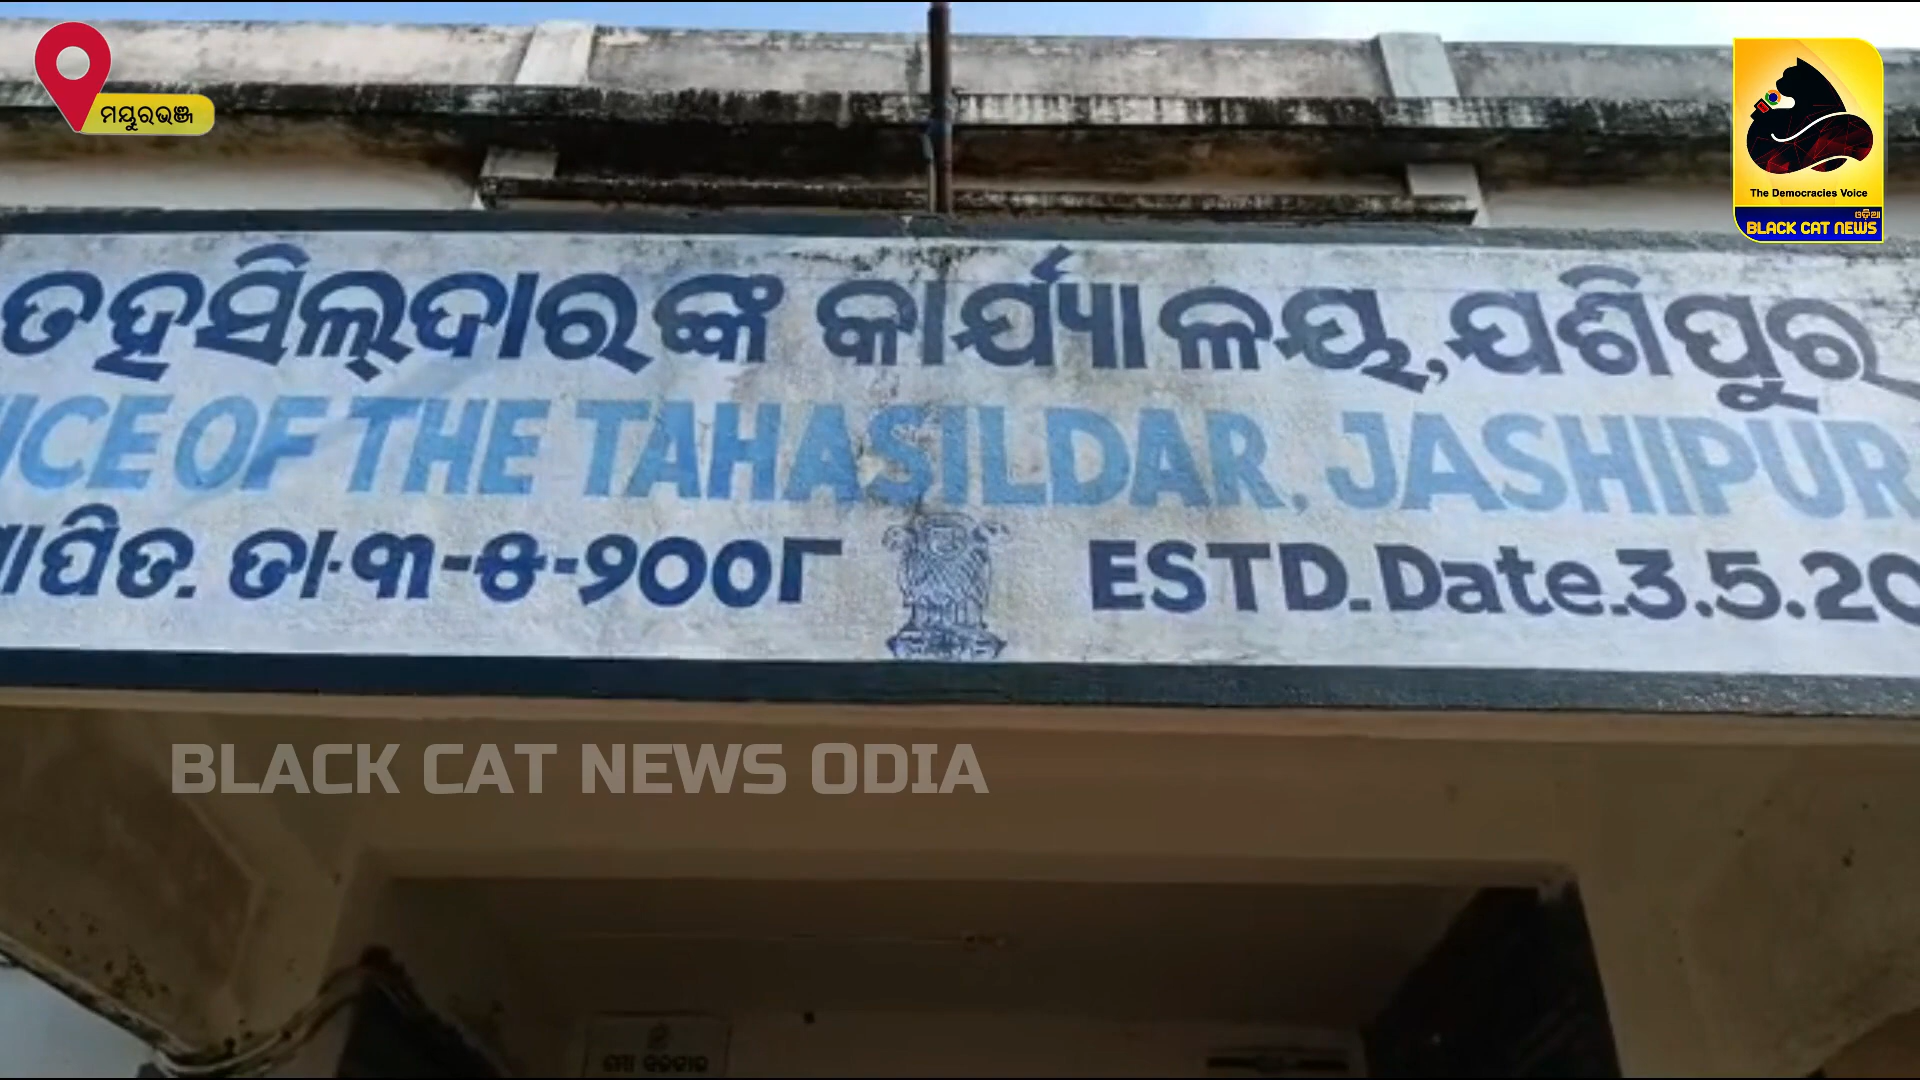 ମୟୁରଭଞ୍ଜ
The Democracies Voice
ଓଡ଼ିଆ
BLACK CAT NEWS
ତହସିଲ୍‌ଦାରଙ୍କ କାର୍ଯ୍ୟାଳୟ,ଯଶିପୁର
ICE OF THE TAHASILDAR, JASHIPUR
ାପିତ. ତା-୩-୫-୨୦୦୮
ESTD.Date.3.5.20
BLACK CAT NEWS ODIA
ମୋ ସରକାର